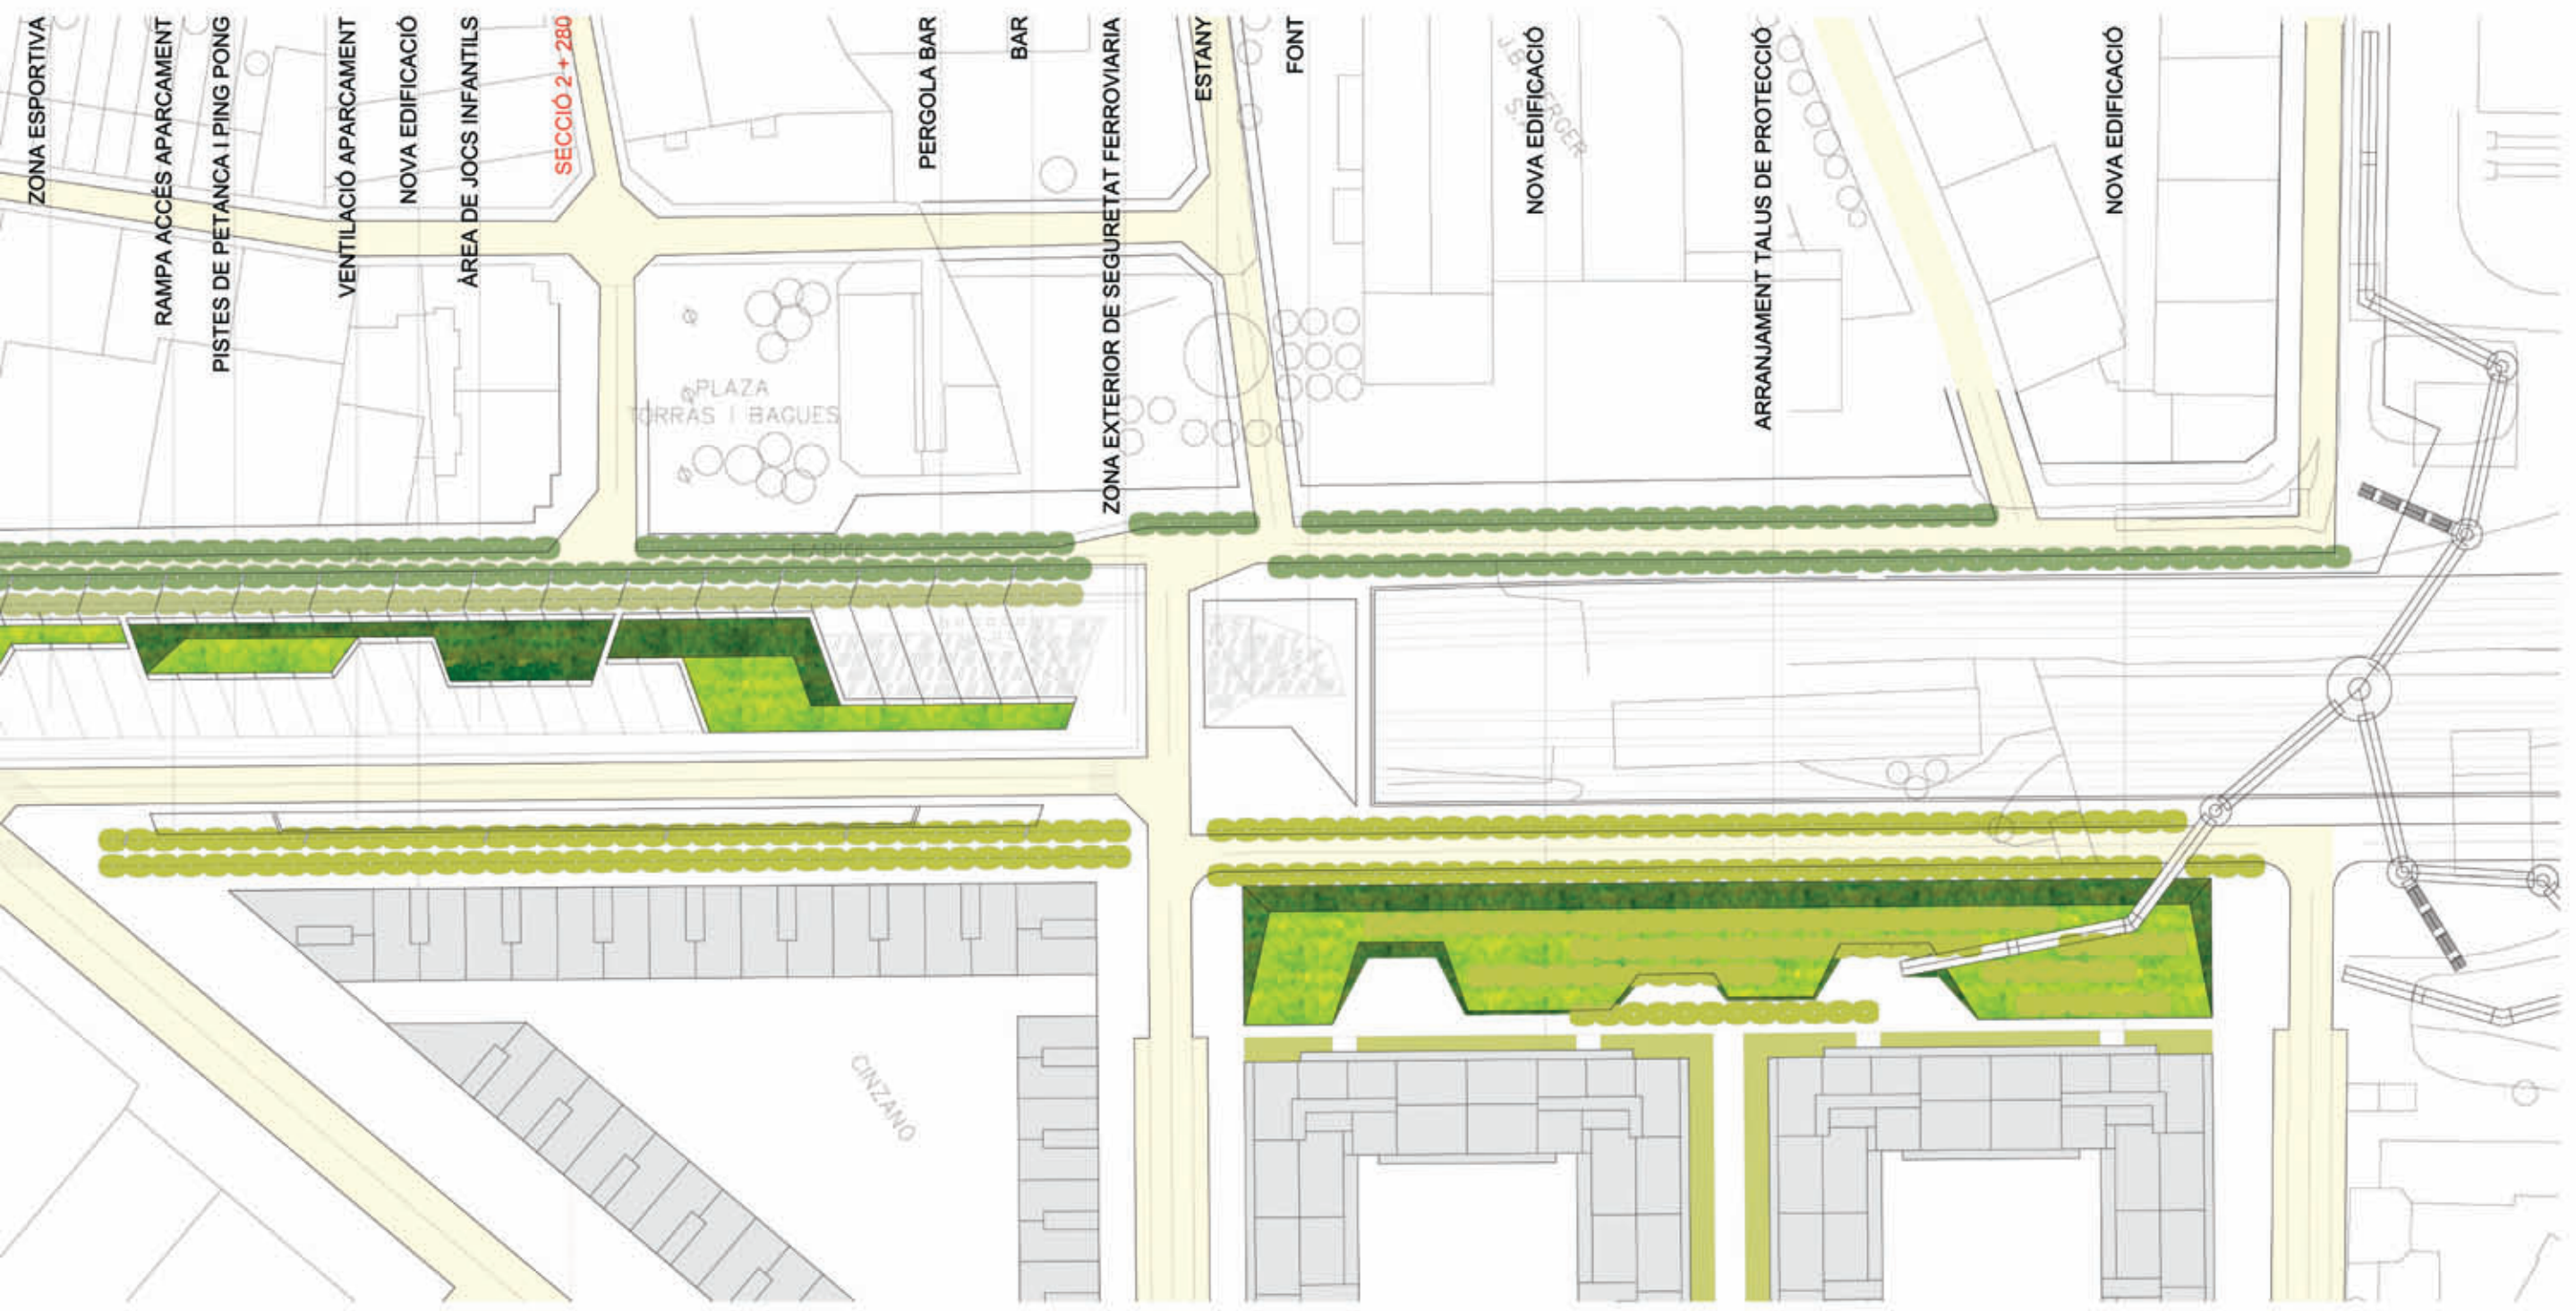 ZONA ESPORTIVA
RAMPA ACCÉS APARCAMENT
PISTES DE PETANCA I PING PONG
VENTILACIÓ APARCAMENT
NOVA EDIFICACIÓ
ÀREA DE JOCS INFANTILS
SECCIÓ 2 + 280
PERGOLA BAR
BAR
ZONA EXTERIOR DE SEGURETAT FERROVIARIA
ESTANY
FONT
NOVA EDIFICACIÓ
ARRANJAMENT TALUS DE PROTECCIÓ
NOVA EDIFICACIÓ
PLAZA
TORRAS I BAGUES
CINZANO